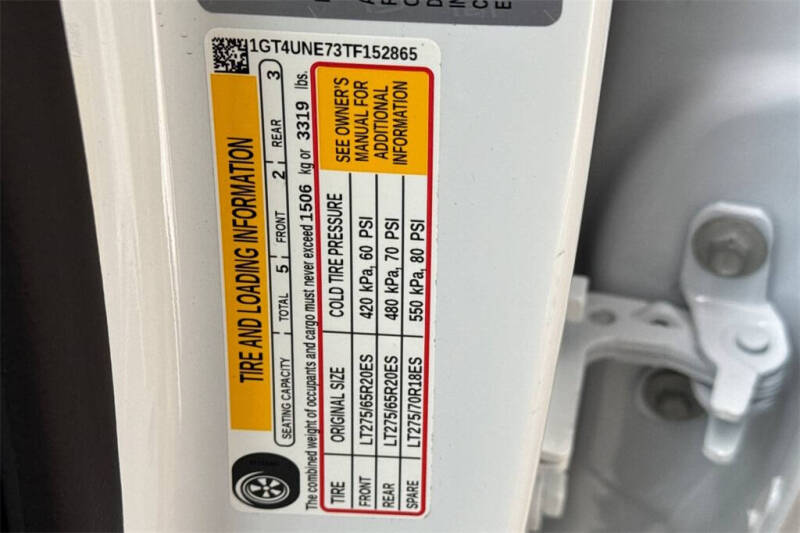 1GT4UNE73TF152865
TIRE AND LOADING INFORMATION
SEATING CAPACITY TOTAL 5 FRONT 2 REAR 3
The combined weight of occupants and cargo must never exceed 1506 kg or 3319 lbs.
TIRE ORIGINAL SIZE COLD TIRE PRESSURE
FRONT LT275/65R20ES 420 kPa, 60 PSI
REAR LT275/65R20ES 480 kPa, 70 PSI
SPARE LT275/70R18ES 550 kPa, 80 PSI
SEE OWNER'S
MANUAL FOR
ADDITIONAL
INFORMATION